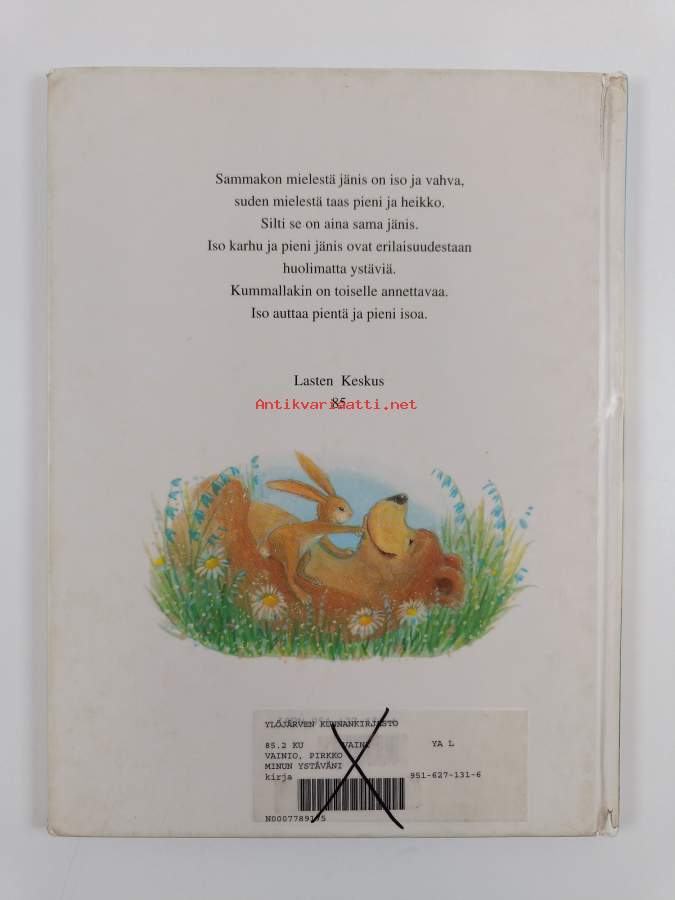 Sammakon mielestä jänis on iso ja vahva,
suden mielestä taas pieni ja heikko.
Silti se on aina sama jänis.
Iso karhu ja pieni jänis ovat erilaisuudestaan
huolimatta ystäviä.
Kummallakin on toiselle annettavaa.
Iso auttaa pientä ja pieni isoa.
Lasten Keskus
85
Antikvariaatti.net
YLÖJÄRVEN KUNNANKIRJASTO
85.2 KU VAINI YA L
VAINIO, PIRKKO
MINUN YSTÄVÄNI
kirja 951-627-131-6